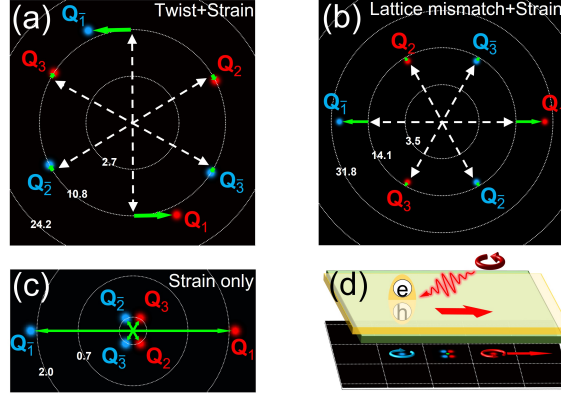 (a) Twist+Strain
Q1̄
Q3
Q2
2.7
Q2̄
10.8
Q3̄
24.2
Q1
(b) Lattice mismatch+Strain
Q2
Q3̄
Q1̄
3.5
14.1
31.8
Q3
Q2̄
(c) Strain only
Q2̄ Q3
Q1̄
Q1
0.7
Q3̄ Q2
2.0
(d)
e
h